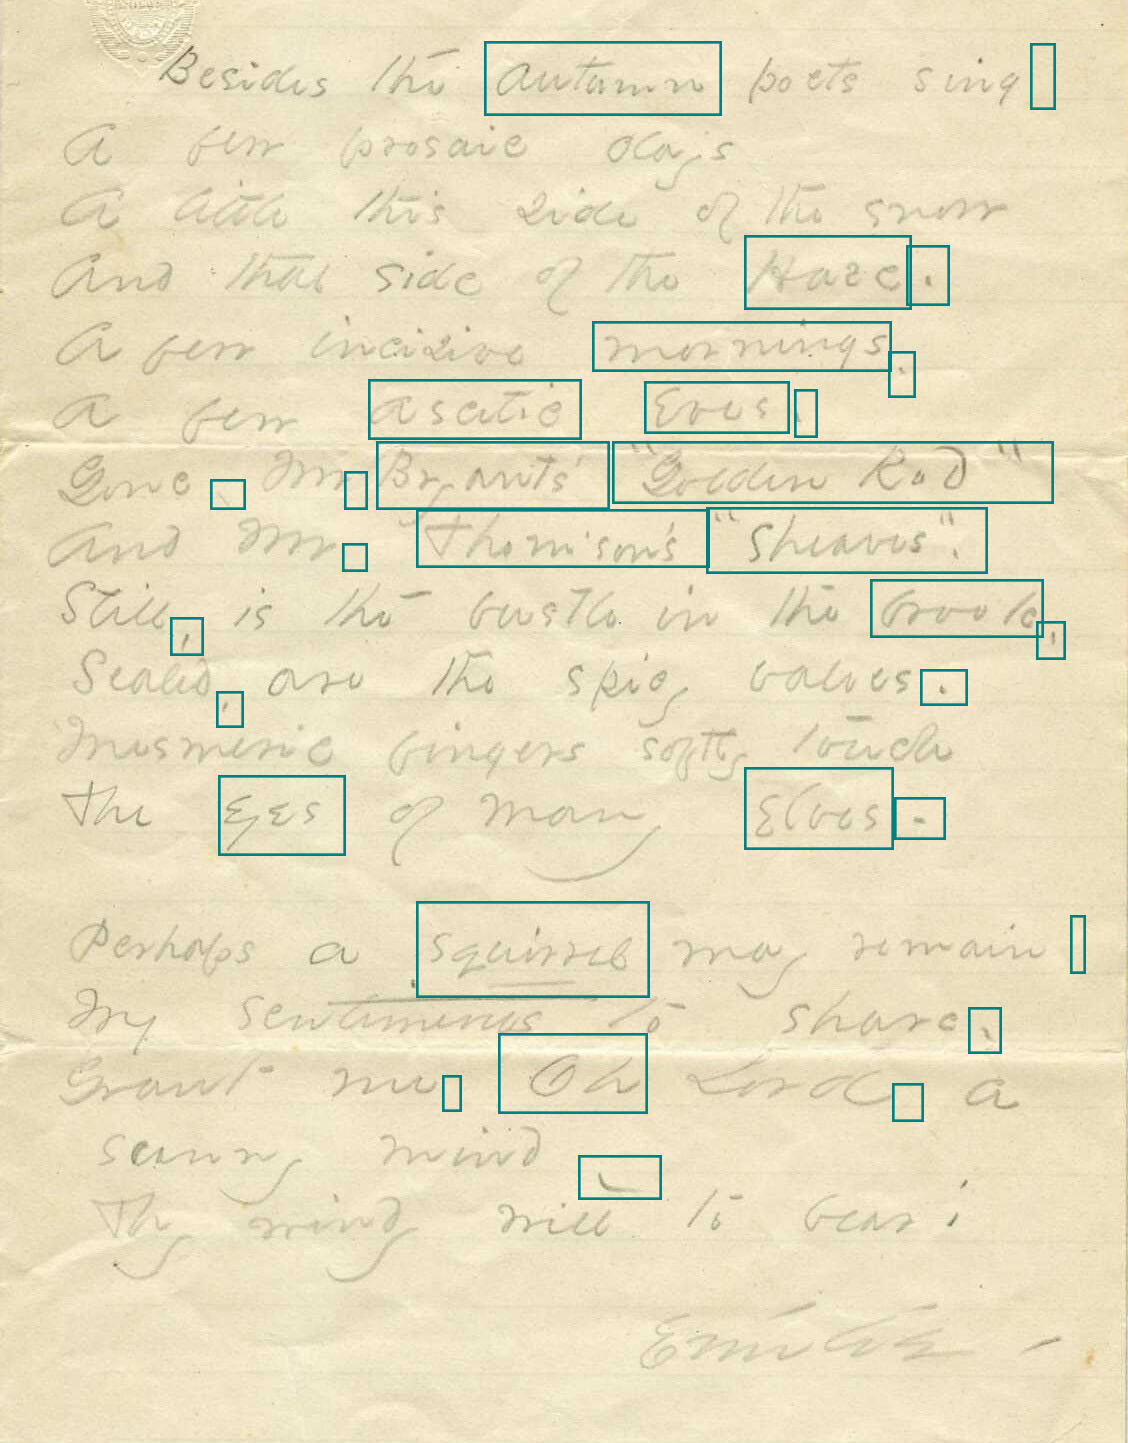 Besides the autumn poets sing
A few prosaic days
A little this side of the snow
And that side of the Haze.
A few incisive mornings.
A few ascetic Eves.
Gone, Mr Bryants' "Golden Rod"
And Mr Thomson's "Sheaves".
Still, is the bustle in the brook.
Sealed, are the spicy valves.
Mesmeric fingers softly touch
The Eyes of many Elves.
Perhaps a squirrel may remain
My sentiments to share.
Grant me Oh Lord a
sunny mind
Thy windy will to bear!
Emily